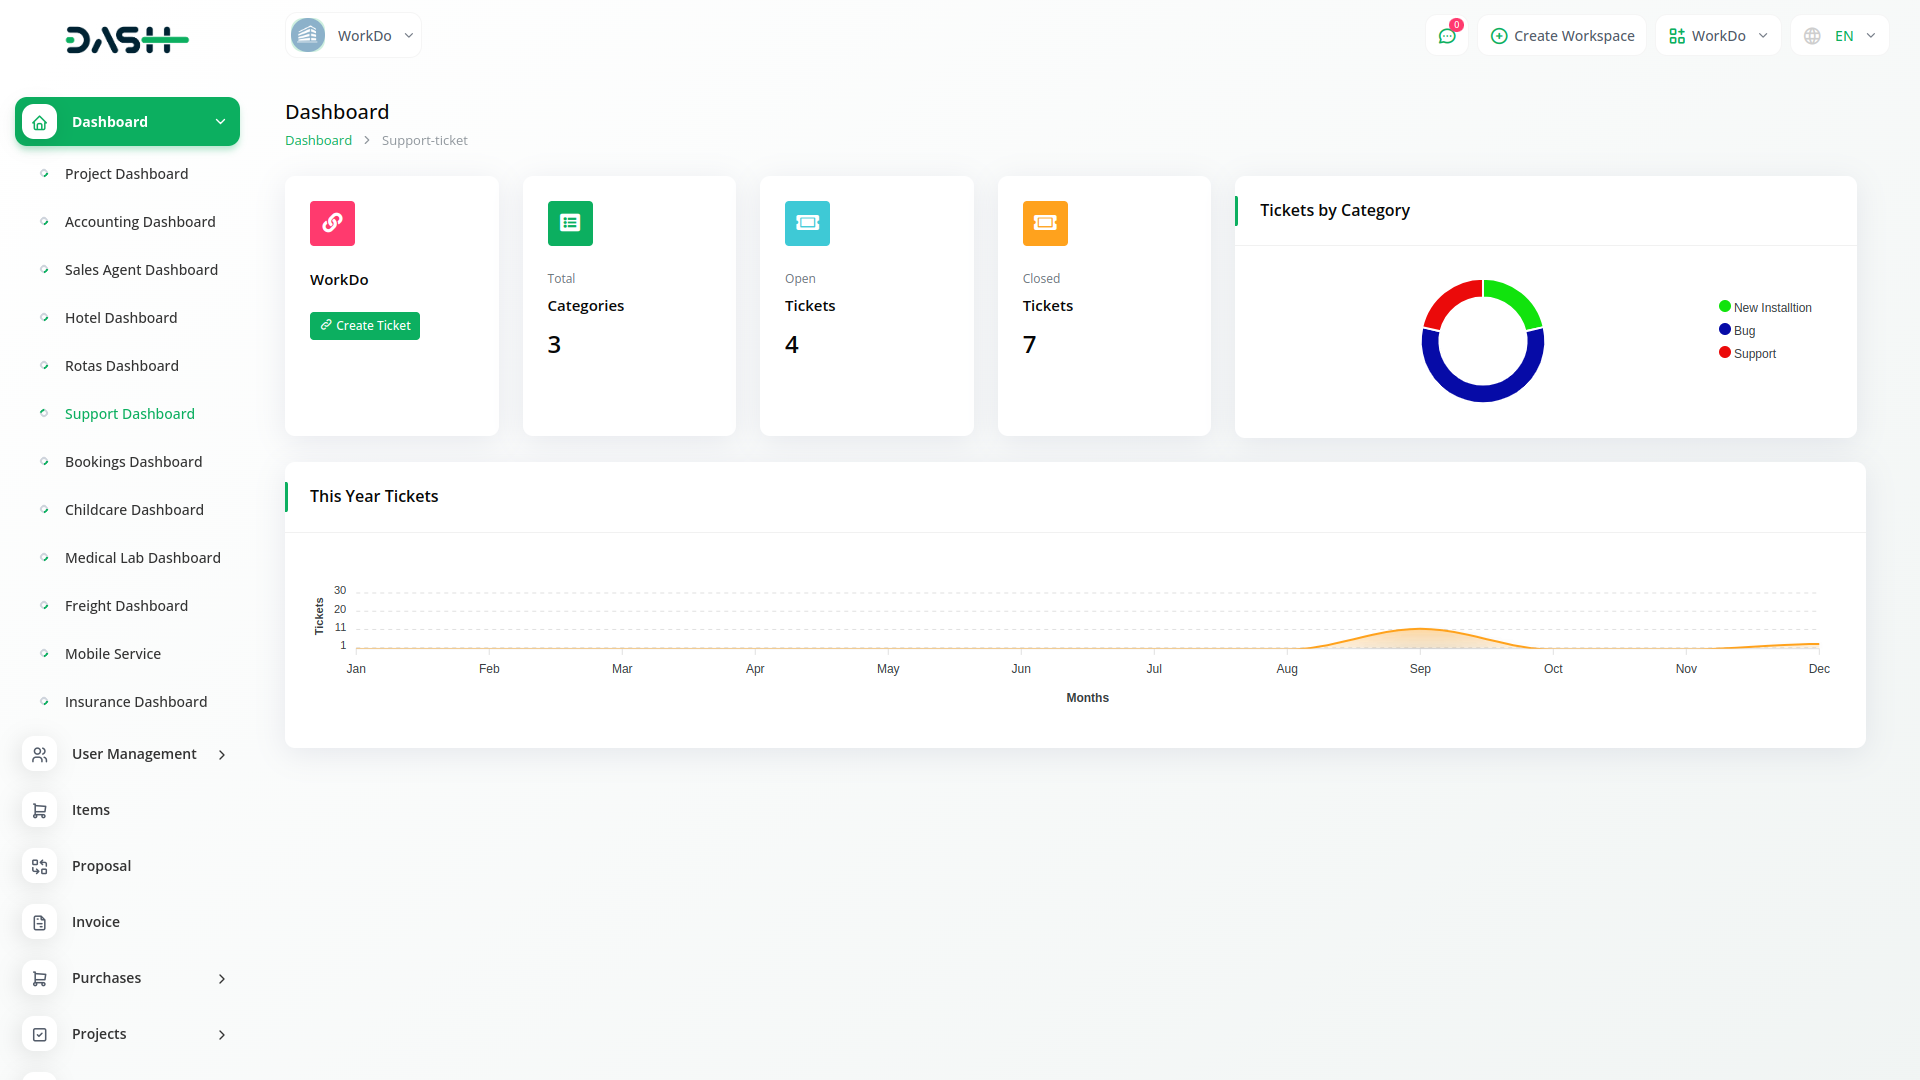 DASH
WorkDo
0
Create Workspace
WorkDo
EN
Dashboard
Project Dashboard
Accounting Dashboard
Sales Agent Dashboard
Hotel Dashboard
Rotas Dashboard
Support Dashboard
Bookings Dashboard
Childcare Dashboard
Medical Lab Dashboard
Freight Dashboard
Mobile Service
Insurance Dashboard
User Management
Items
Proposal
Invoice
Purchases
Projects
Dashboard
Dashboard > Support-ticket
WorkDo
Create Ticket
Total
Categories
3
Open
Tickets
4
Closed
Tickets
7
Tickets by Category
New Installtion
Bug
Support
This Year Tickets
Tickets
30
20
11
1
Jan Feb Mar Apr May Jun Jul Aug Sep Oct Nov Dec
Months